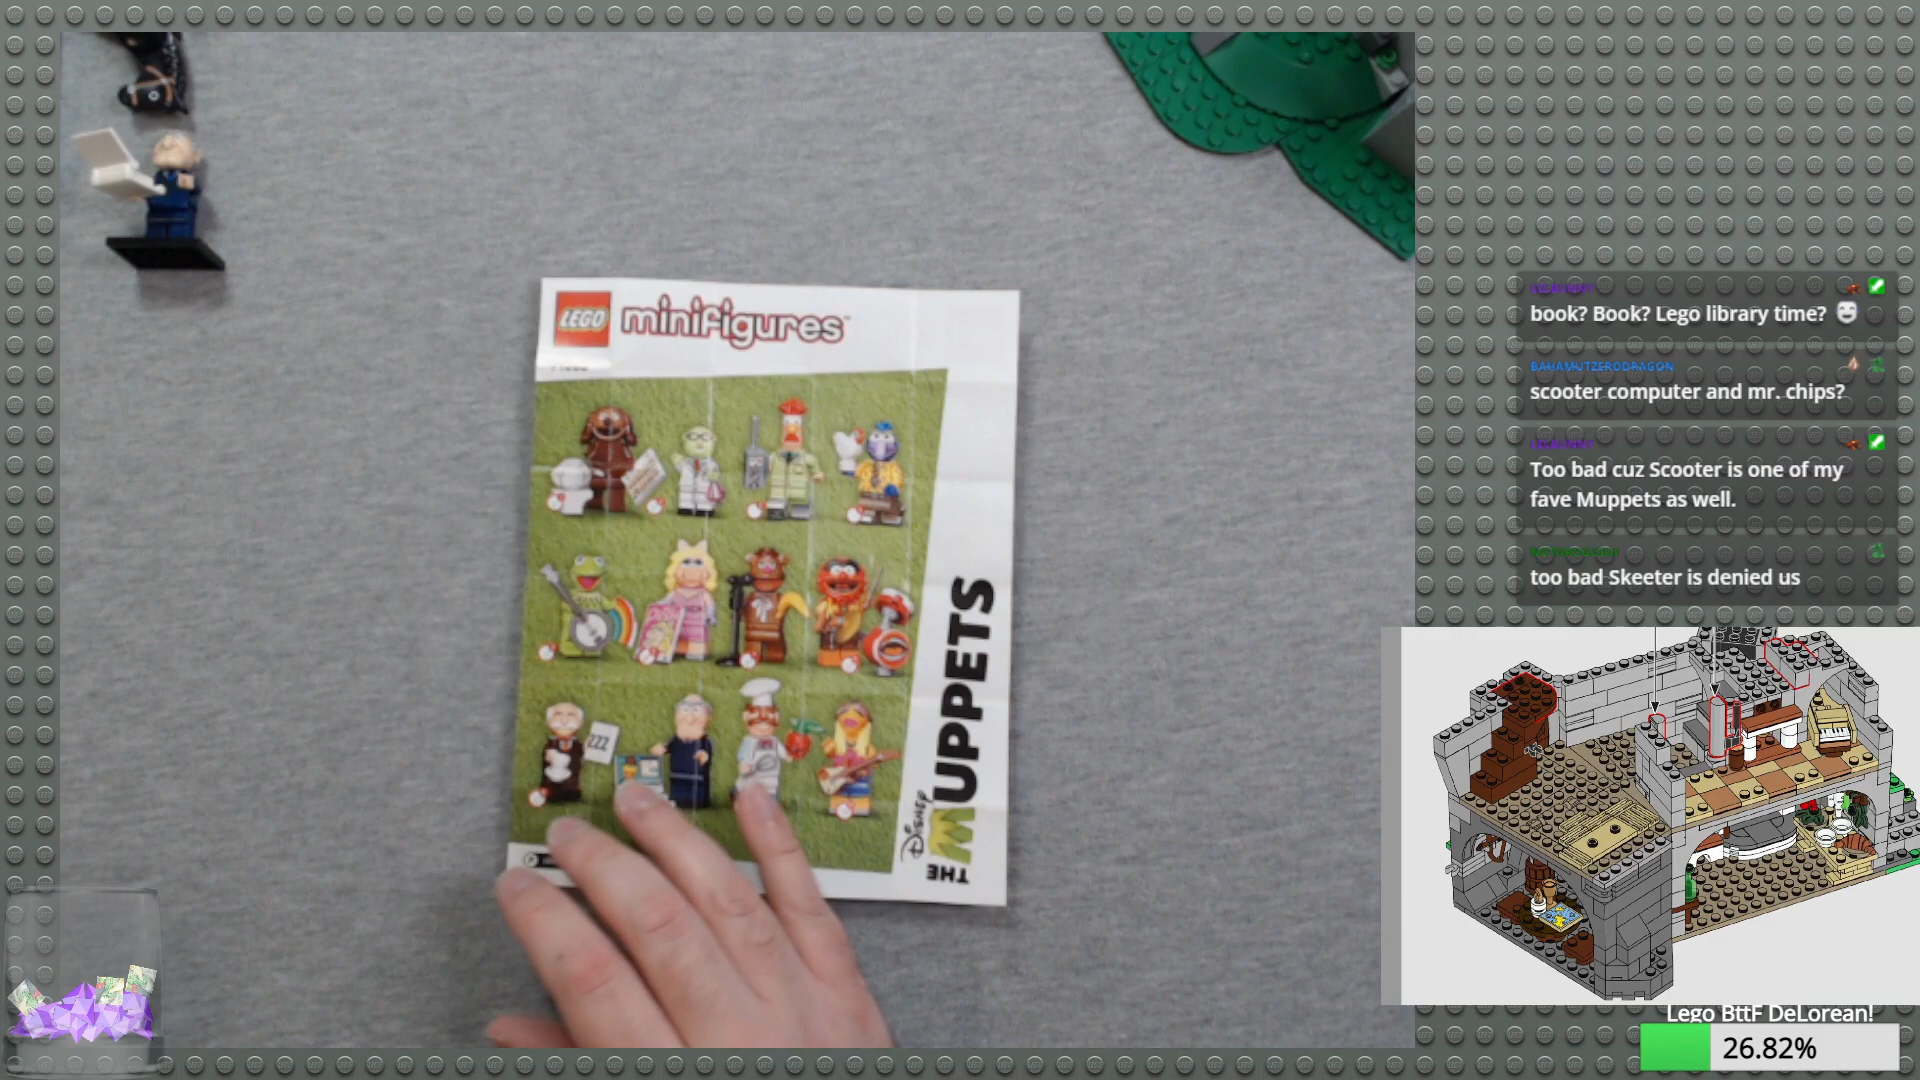 LEGO minifigures
ZZZ
Disney
THE MUPPETS
book? Book? Lego library time?
BAHAMUTZERODRAGON
scooter computer and mr. chips?
Too bad cuz Scooter is one of my
fave Muppets as well.
too bad Skeeter is denied us
Lego BttF DeLorean!
26.82%